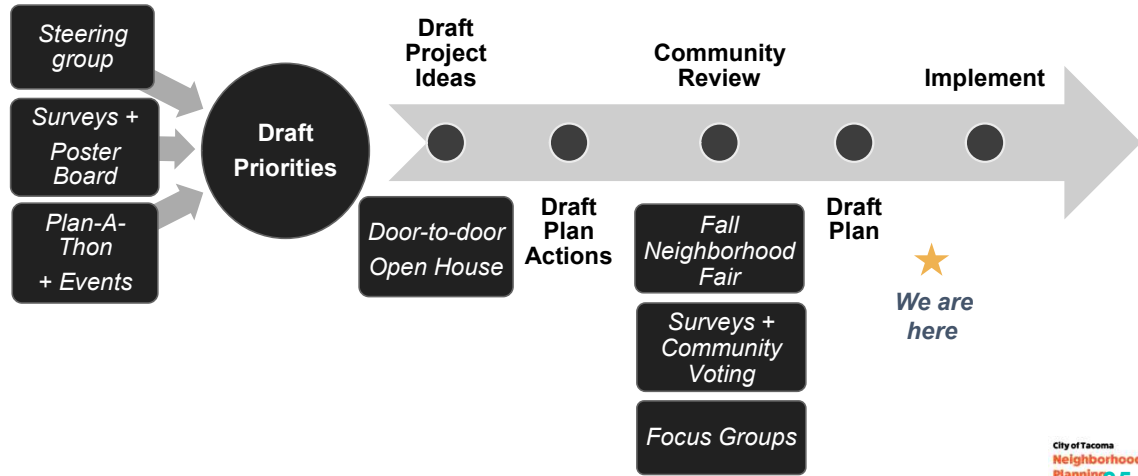 Steering
group
Surveys +
Poster
Board
Plan-A-
Thon
+ Events
Draft
Priorities
Draft
Project
Ideas
Door-to-door
Open House
Draft
Plan
Actions
Community
Review
Fall
Neighborhood
Fair
Surveys +
Community
Voting
Focus Groups
Draft
Plan
Implement
We are
here
City of Tacoma
Neighborhood
Planning